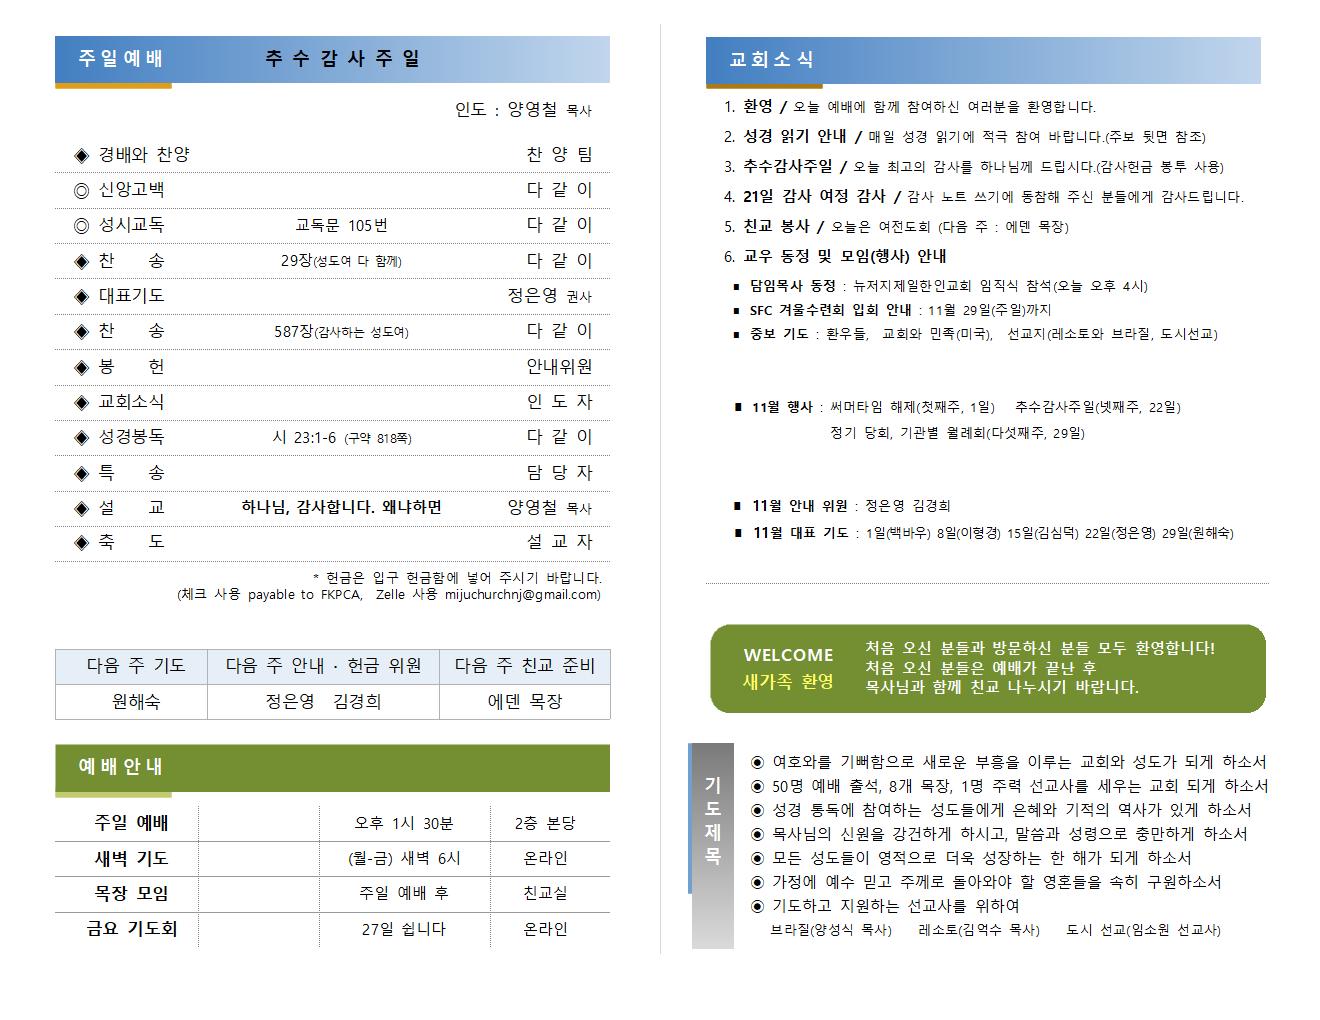 주일예배 추 수 감 사 주 일
인도 : 양영철 목사
◈ 경배와 찬양 찬 양 팀
◎ 신앙고백 다 같 이
◎ 성시교독 교독문 105번 다 같 이
◈ 찬 송 29장(성도여 다 함께) 다 같 이
◈ 대표기도 정은영 권사
◈ 찬 송 587장(감사하는 성도여) 다 같 이
◈ 봉 헌 안내위원
◈ 교회소식 인 도 자
◈ 성경봉독 시 23:1-6 (구약 818쪽) 다 같 이
◈ 특 송 담 당 자
◈ 설 교 하나님, 감사합니다. 왜냐하면 양영철 목사
◈ 축 도 설 교 자
* 헌금은 입구 헌금함에 넣어 주시기 바랍니다.
(체크 사용 payable to FKPCA, Zelle 사용 mijuchurchnj@gmail.com)
다음 주 기도 다음 주 안내 · 헌금 위원 다음 주 친교 준비
원해숙 정은영 김경희 에덴 목장
예배안내
주일 예배 오후 1시 30분 2층 본당
새벽 기도 (월-금) 새벽 6시 온라인
목장 모임 주일 예배 후 친교실
금요 기도회 27일 쉽니다 온라인
교회소식
1. 환영 / 오늘 예배에 함께 참여하신 여러분을 환영합니다.
2. 성경 읽기 안내 / 매일 성경 읽기에 적극 참여 바랍니다.(주보 뒷면 참조)
3. 추수감사주일 / 오늘 최고의 감사를 하나님께 드립시다.(감사헌금 봉투 사용)
4. 21일 감사 여정 감사 / 감사 노트 쓰기에 동참해 주신 분들에게 감사드립니다.
5. 친교 봉사 / 오늘은 여전도회 (다음 주 : 에덴 목장)
6. 교우 동정 및 모임(행사) 안내
▪ 담임목사 동정 : 뉴저지제일한인교회 임직식 참석(오늘 오후 4시)
▪ SFC 겨울수련회 입회 안내 : 11월 29일(주일)까지
▪ 중보 기도 : 환우들, 교회와 민족(미국), 선교지(레소토와 브라질, 도시선교)
▪ 11월 행사 : 써머타임 해제(첫째주, 1일) 추수감사주일(넷째주, 22일)
정기 당회, 기관별 월례회(다섯째주, 29일)
▪ 11월 안내 위원 : 정은영 김경희
▪ 11월 대표 기도 : 1일(백바우) 8일(이형경) 15일(김심덕) 22일(정은영) 29일(원해숙)
WELCOME
새가족 환영
처음 오신 분들과 방문하신 분들 모두 환영합니다!
처음 오신 분들은 예배가 끝난 후
목사님과 함께 친교 나누시기 바랍니다.
기도제목
◉ 여호와를 기뻐함으로 새로운 부흥을 이루는 교회와 성도가 되게 하소서
◉ 50명 예배 출석, 8개 목장, 1명 주력 선교사를 세우는 교회 되게 하소서
◉ 성경 통독에 참여하는 성도들에게 은혜와 기적의 역사가 있게 하소서
◉ 목사님의 신원을 강건하게 하시고, 말씀과 성령으로 충만하게 하소서
◉ 모든 성도들이 영적으로 더욱 성장하는 한 해가 되게 하소서
◉ 가정에 예수 믿고 주께로 돌아와야 할 영혼들을 속히 구원하소서
◉ 기도하고 지원하는 선교사를 위하여
브라질(양성식 목사) 레소토(김억수 목사) 도시 선교(임소원 선교사)